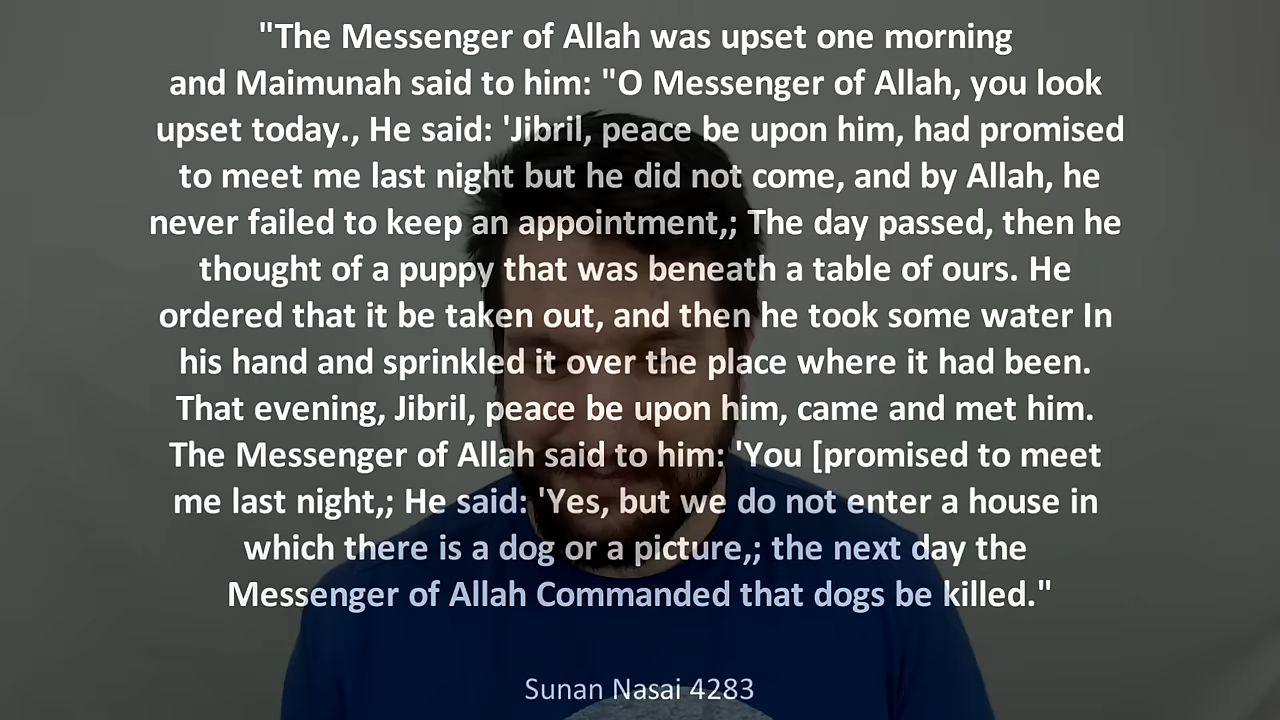 "The Messenger of Allah was upset one morning
and Maimunah said to him: "O Messenger of Allah, you look
upset today., He said: 'Jibril, peace be upon him, had promised
to meet me last night but he did not come, and by Allah, he
never failed to keep an appointment,; The day passed, then he
thought of a puppy that was beneath a table of ours. He
ordered that it be taken out, and then he took some water In
his hand and sprinkled it over the place where it had been.
That evening, Jibril, peace be upon him, came and met him.
The Messenger of Allah said to him: 'You [promised to meet
me last night,; He said: 'Yes, but we do not enter a house in
which there is a dog or a picture,; the next day the
Messenger of Allah Commanded that dogs be killed."
Sunan Nasai 4283